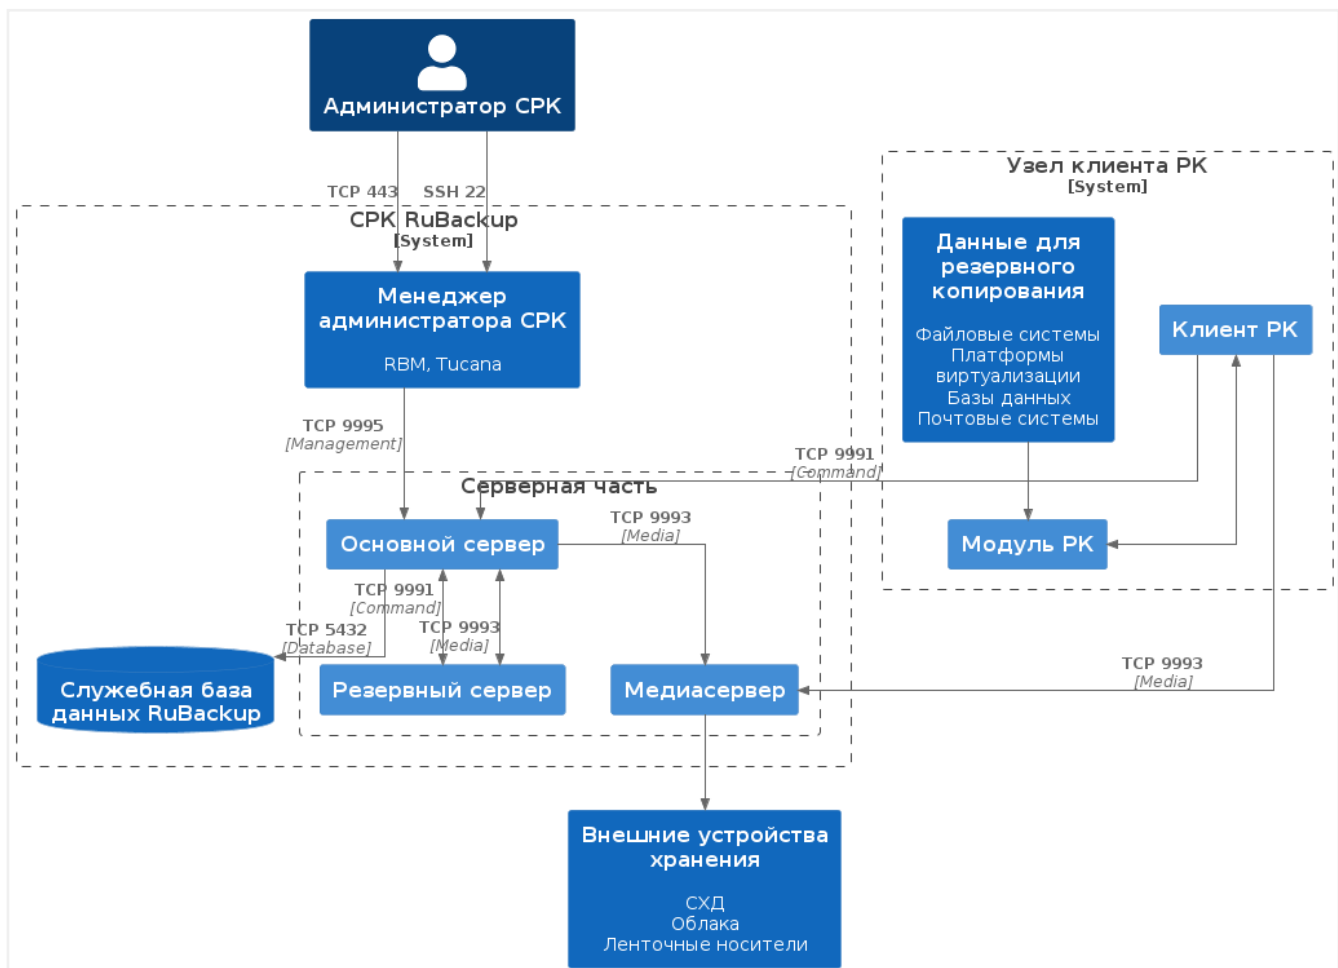 Администратор СРК
TCP 443
SSH 22
СРК RuBackup
[System]
Менеджер
администратора СРК
RBM, Tucana
TCP 9995
[Management]
Узел клиента РК
[System]
Данные для
резервного
копирования
Файловые системы
Платформы
виртуализации
Базы данных
Почтовые системы
Клиент РК
TCP 9991
[Command]
Модуль РК
Серверная часть
Основной сервер
TCP 9993
[Media]
TCP 9991
[Command]
TCP 5432
[Database]
TCP 9993
[Media]
Служебная база
данных RuBackup
Резервный сервер
Медиасервер
TCP 9993
[Media]
Внешние устройства
хранения
СХД
Облака
Ленточные носители